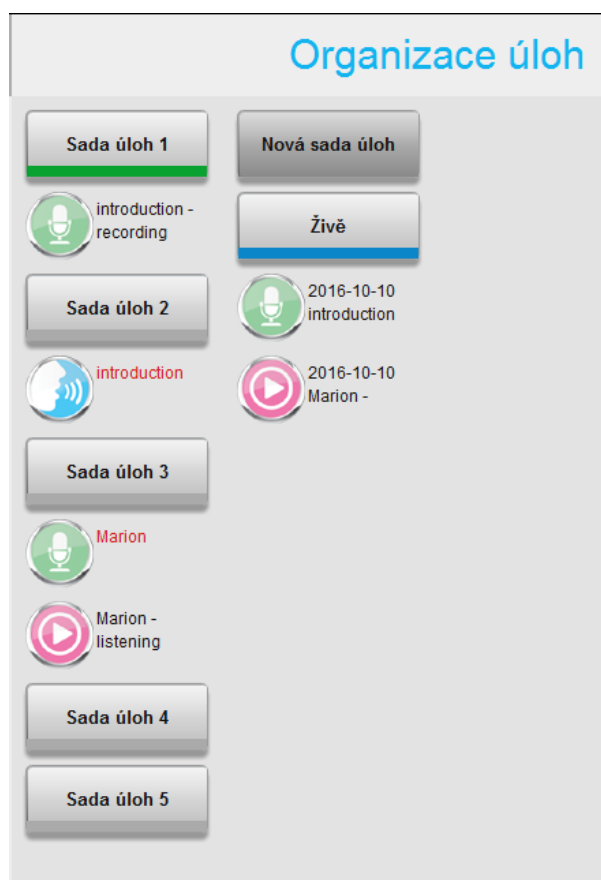 Organizace úloh
Sada úloh 1
introduction -
recording
Sada úloh 2
introduction
Sada úloh 3
Marion
Marion -
listening
Sada úloh 4
Sada úloh 5
Nová sada úloh
Živě
2016-10-10
introduction
2016-10-10
Marion -